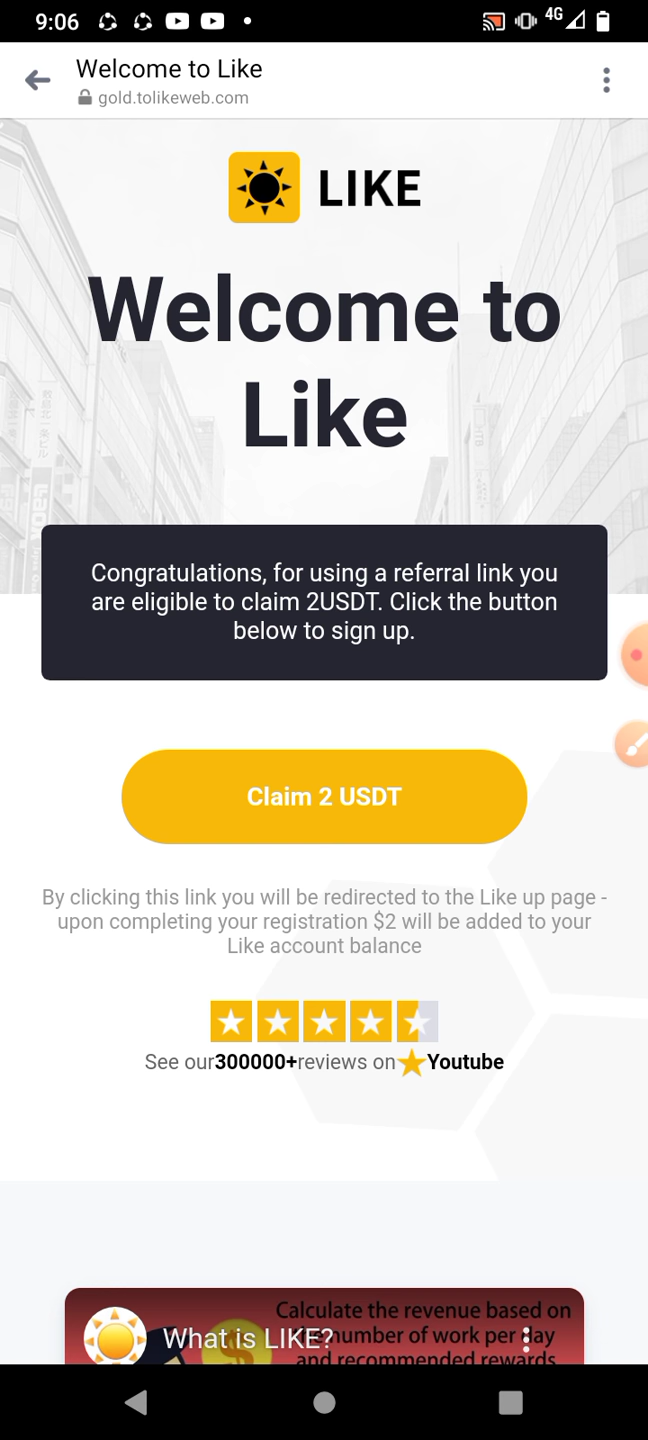 9:06
4G
Welcome to Like
gold.tolikeweb.com
LIKE
Welcome to
Like
Congratulations, for using a referral link you
are eligible to claim 2USDT. Click the button
below to sign up.
Claim 2 USDT
By clicking this link you will be redirected to the Like up page -
upon completing your registration $2 will be added to your
Like account balance
See our300000+reviews on Youtube
Calculate the revenue based on
What is LIKE?
the number of work per day
and recommended rewards